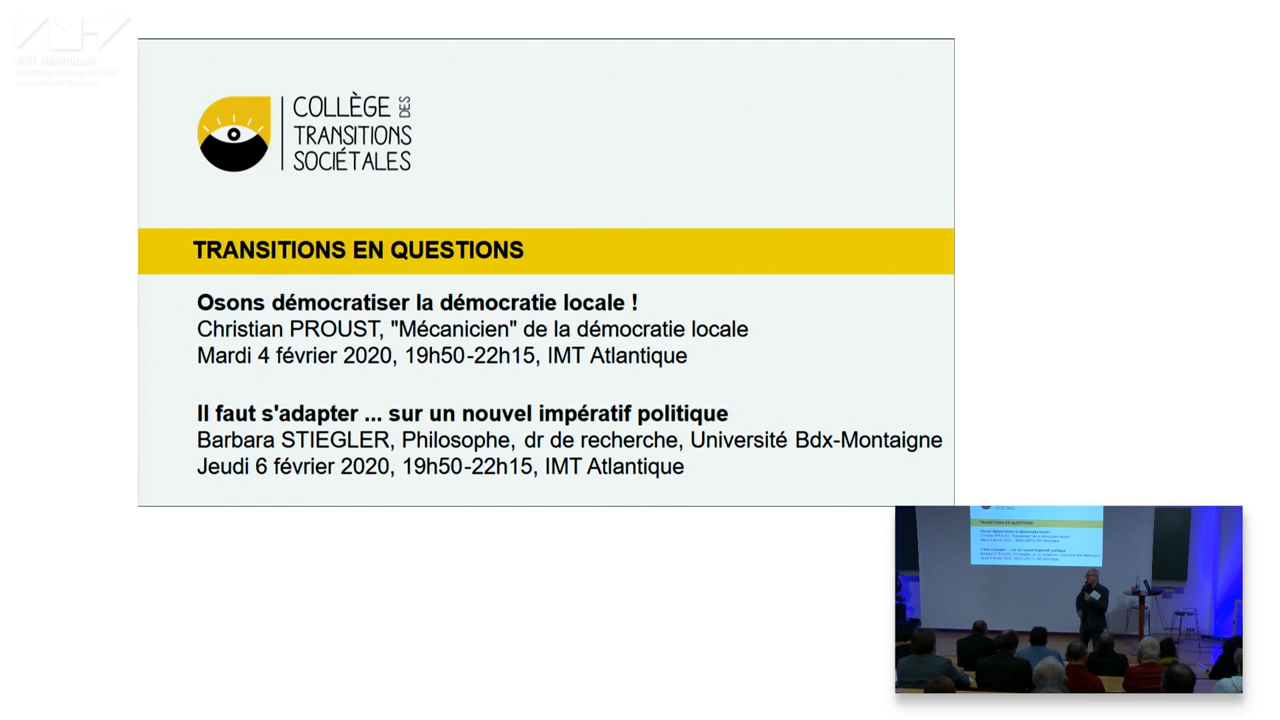 IMT Atlantique
COLLÈGE DES
TRANSITIONS
SOCIÉTALES
TRANSITIONS EN QUESTIONS
Osons démocratiser la démocratie locale !
Christian PROUST, "Mécanicien" de la démocratie locale
Mardi 4 février 2020, 19h50-22h15, IMT Atlantique
Il faut s'adapter ... sur un nouvel impératif politique
Barbara STIEGLER, Philosophe, dr de recherche, Université Bdx-Montaigne
Jeudi 6 février 2020, 19h50-22h15, IMT Atlantique